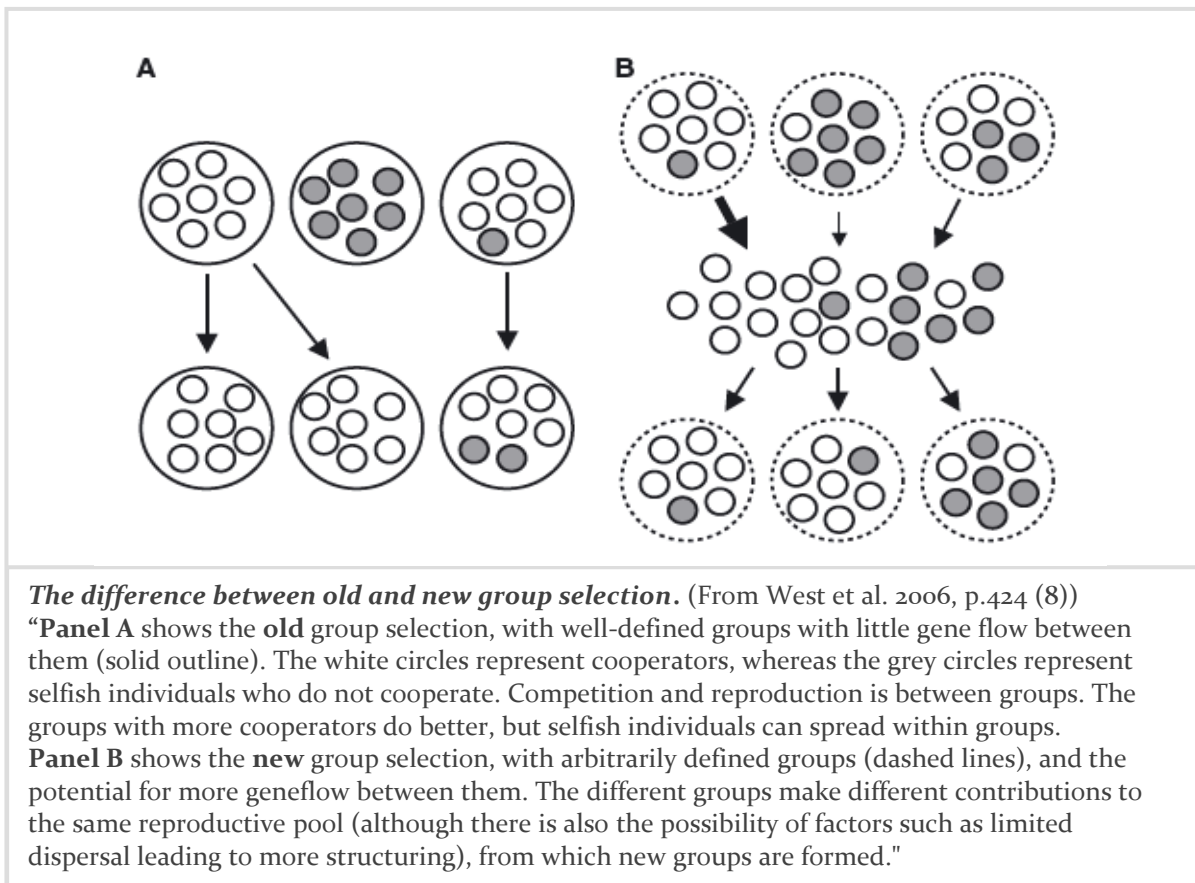 A
B
The difference between old and new group selection. (From West et al. 2006, p.424 (8))
“Panel A shows the old group selection, with well-defined groups with little gene flow between
them (solid outline). The white circles represent cooperators, whereas the grey circles represent
selfish individuals who do not cooperate. Competition and reproduction is between groups. The
groups with more cooperators do better, but selfish individuals can spread within groups.
Panel B shows the new group selection, with arbitrarily defined groups (dashed lines), and the
potential for more geneflow between them. The different groups make different contributions to
the same reproductive pool (although there is also the possibility of factors such as limited
dispersal leading to more structuring), from which new groups are formed."